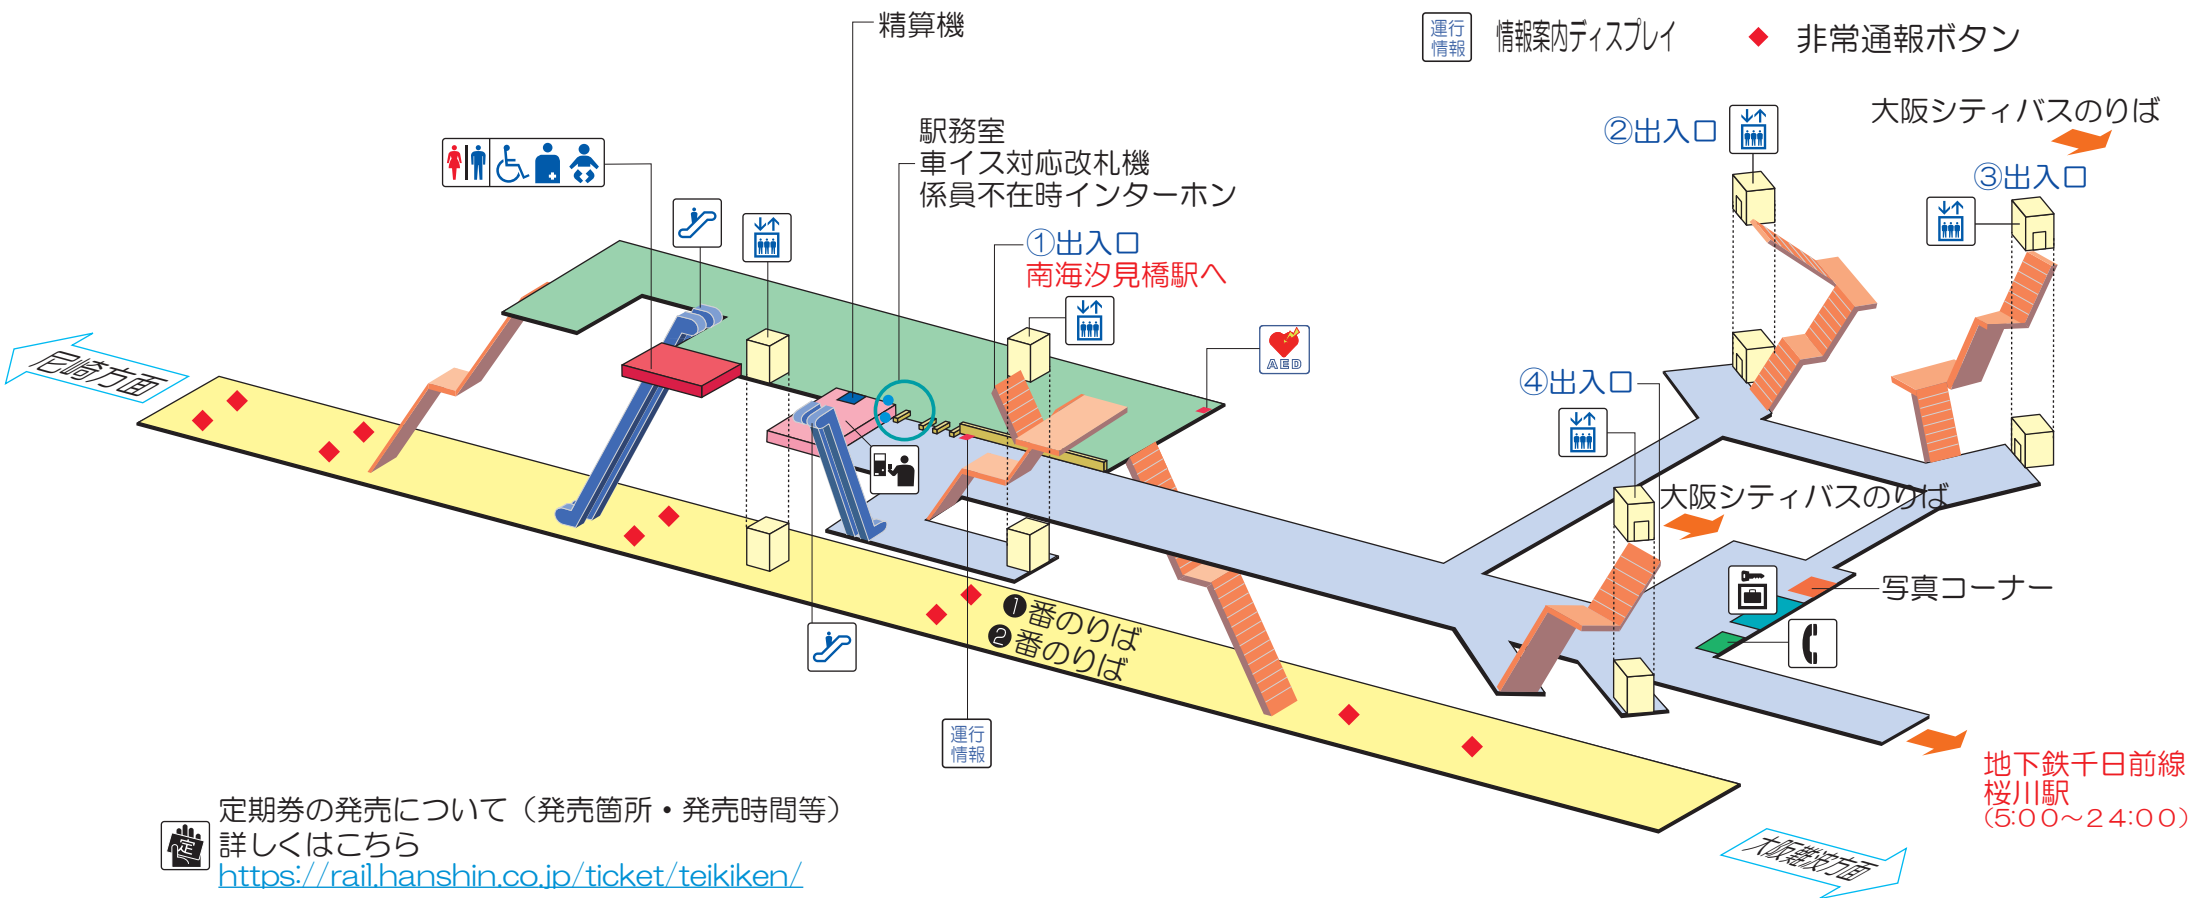 精算機
運行
情報
情報案内ディスプレイ
非常通報ボタン
駅務室
車イス対応改札機
係員不在時インターホン
②出入口
大阪シティバスのりば
③出入口
①出入口
南海汐見橋駅へ
AED
尼崎方面
④出入口
大阪シティバスのりば
写真コーナー
❶番のりば
❷番のりば
運行
情報
地下鉄千日前線
桜川駅
(5:00〜24:00)
大阪難波方面
定
定期券の発売について（発売箇所・発売時間等）
詳しくはこちら
https://rail.hanshin.co.jp/ticket/teikiken/